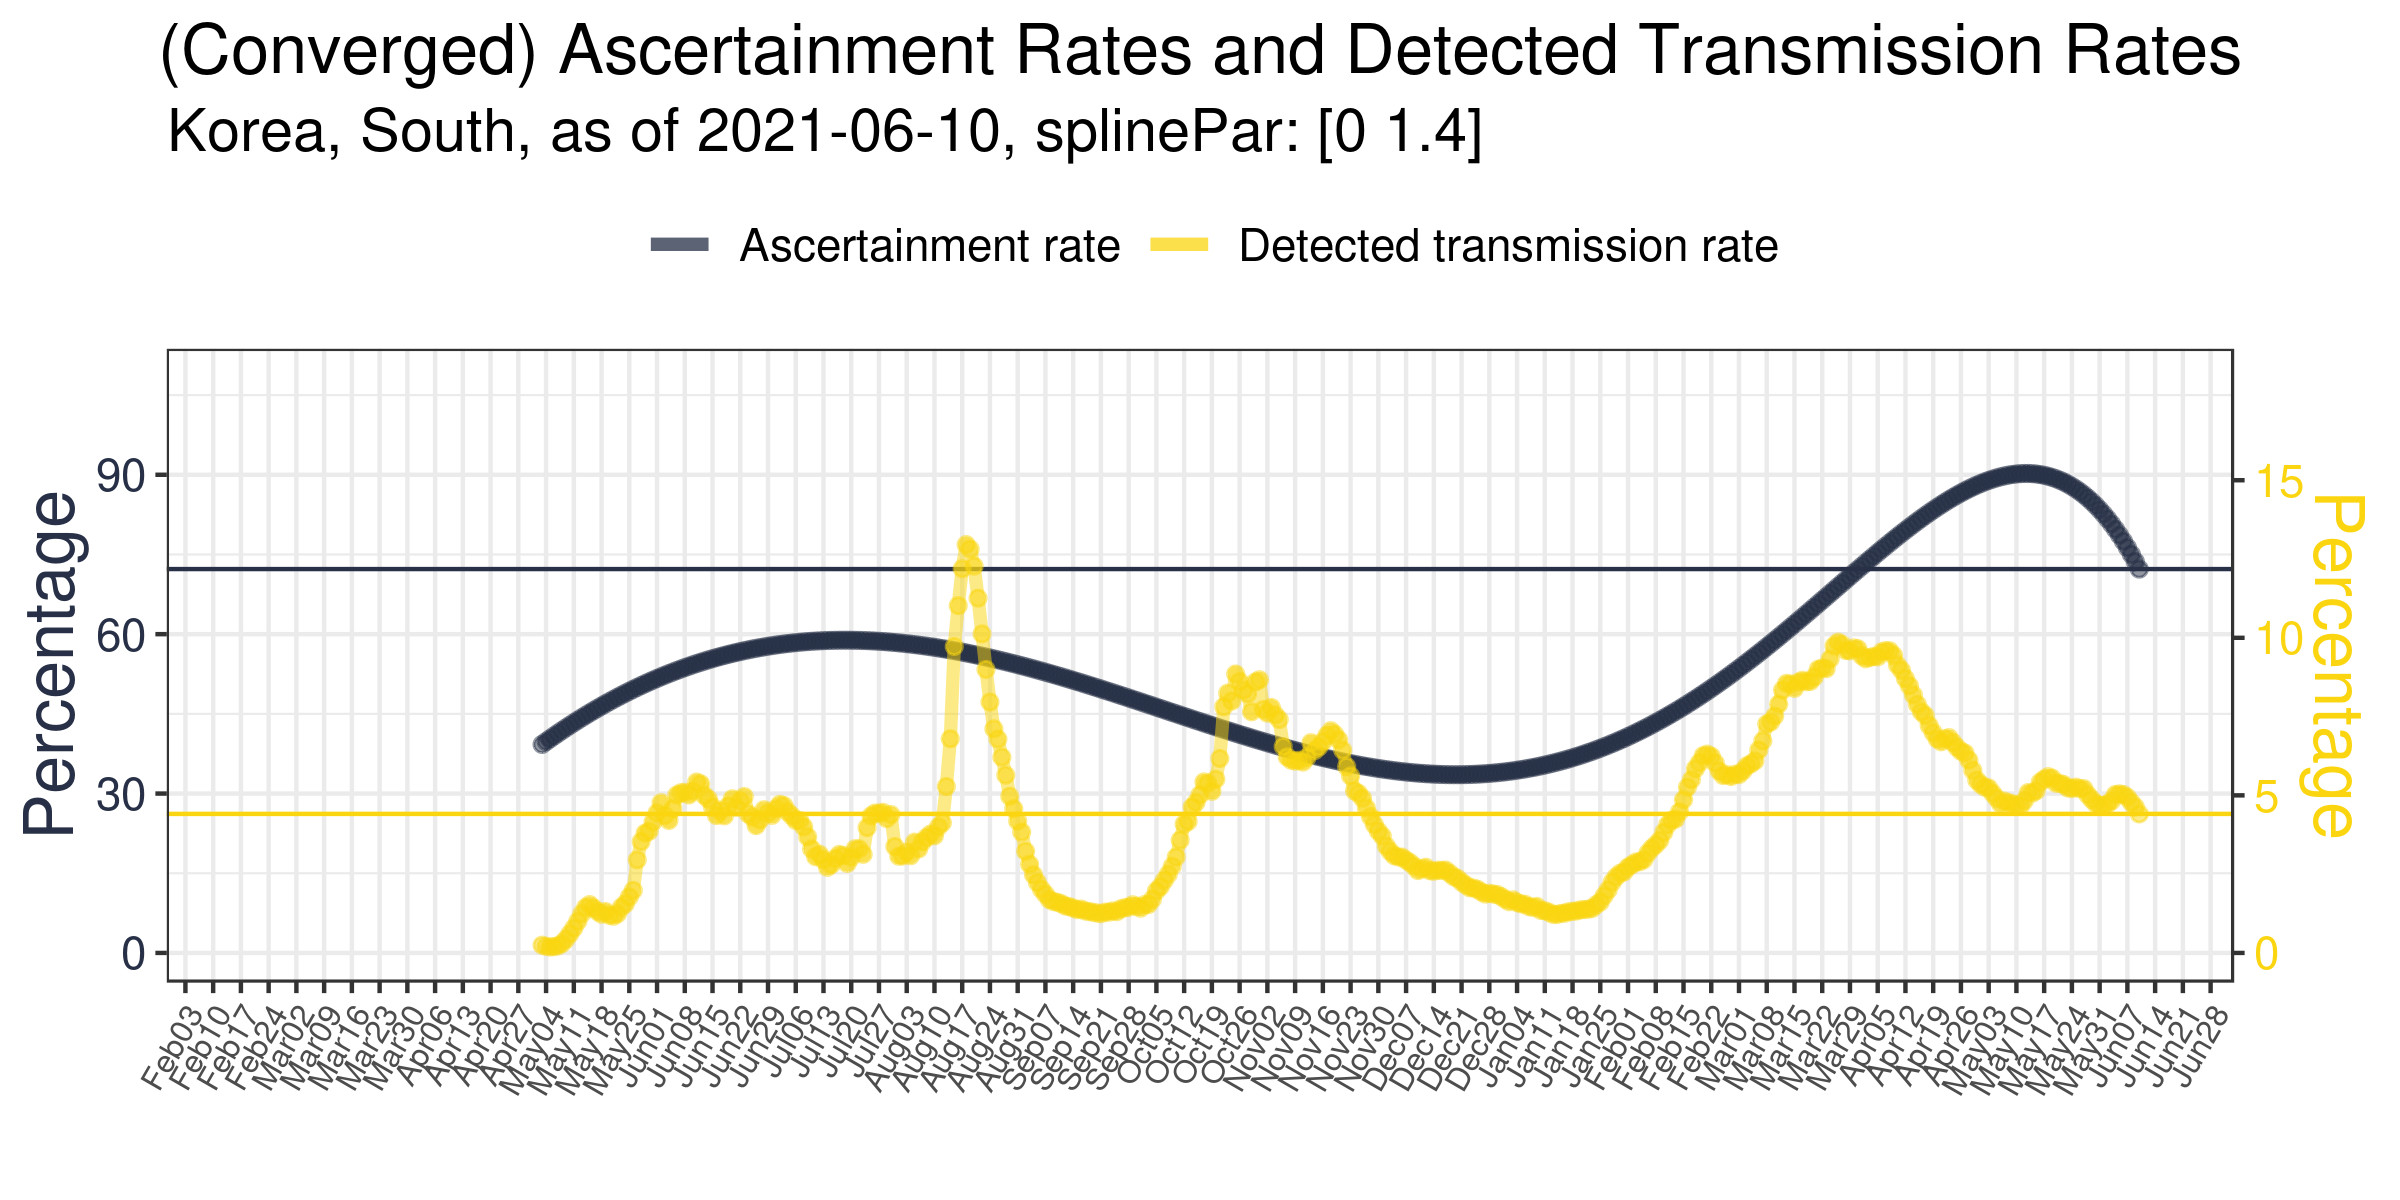 (Converged) Ascertainment Rates and Detected Transmission Rates
Korea, South, as of 2021-06-10, splinePar: [0 1.4]
Ascertainment rate
Detected transmission rate
Percentage
90
60
30
0
15
10
5
0
Percentage
Feb03
Feb10
Feb17
Feb24
Mar02
Mar09
Mar16
Mar23
Mar30
Apr06
Apr13
Apr20
Apr27
May04
May11
May18
May25
Jun01
Jun08
Jun15
Jun22
Jun29
Jul06
Jul13
Jul20
Jul27
Aug03
Aug10
Aug17
Aug24
Aug31
Sep07
Sep14
Sep21
Sep28
Oct05
Oct12
Oct19
Oct26
Nov02
Nov09
Nov16
Nov23
Nov30
Dec07
Dec14
Dec21
Dec28
Jan04
Jan11
Jan18
Jan25
Feb01
Feb08
Feb15
Feb22
Mar01
Mar08
Mar15
Mar22
Mar29
Apr05
Apr12
Apr19
Apr26
May03
May10
May17
May24
May31
Jun07
Jun14
Jun21
Jun28